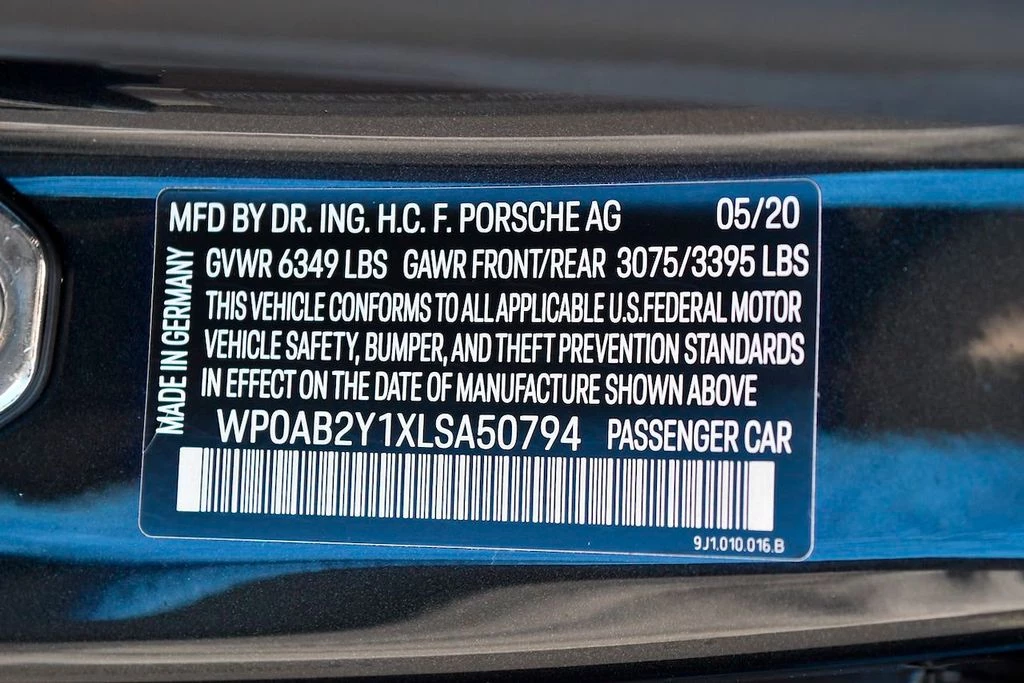 MFD BY DR. ING. H.C. F. PORSCHE AG 05/20
GVWR 6349 LBS GAWR FRONT/REAR 3075/3395 LBS
THIS VEHICLE CONFORMS TO ALL APPLICABLE U.S.FEDERAL MOTOR
VEHICLE SAFETY, BUMPER, AND THEFT PREVENTION STANDARDS
IN EFFECT ON THE DATE OF MANUFACTURE SHOWN ABOVE
WP0AB2Y1XLSA50794 PASSENGER CAR
MADE IN GERMANY
9J1.010.016.B